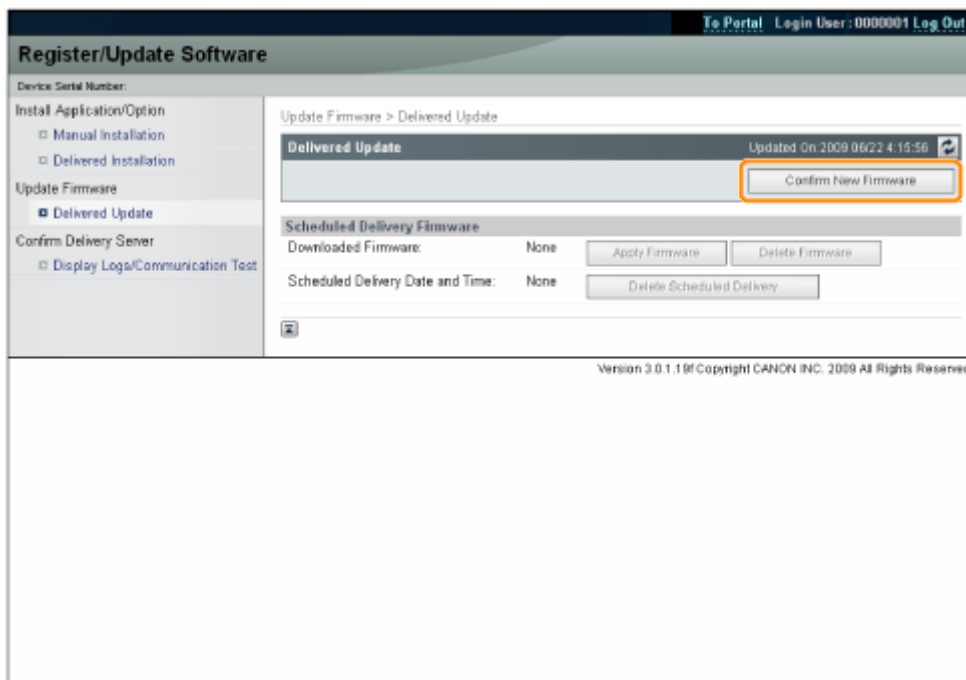 To Portal Login User : 0000001 Log Out
Register/Update Software
Device Serial Number:
Install Application/Option
Manual Installation
Delivered Installation
Update Firmware
Delivered Update
Confirm Delivery Server
Display Logs/Communication Test
Update Firmware > Delivered Update
Delivered Update Updated On:2009 06/22 4:15:56
Confirm New Firmware
Scheduled Delivery Firmware
Downloaded Firmware: None Apply Firmware Delete Firmware
Scheduled Delivery Date and Time: None Delete Scheduled Delivery
Version 3.0.1.19f Copyright CANON INC. 2009 All Rights Reserved